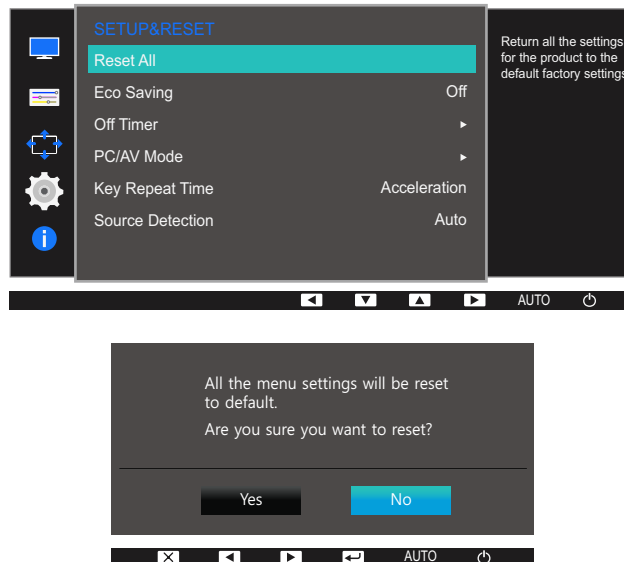 SETUP&RESET
Reset All
Eco Saving Off
Off Timer
PC/AV Mode
Key Repeat Time Acceleration
Source Detection Auto
Return all the settings
for the product to the
default factory settings
AUTO
All the menu settings will be reset
to default.
Are you sure you want to reset?
Yes No
AUTO